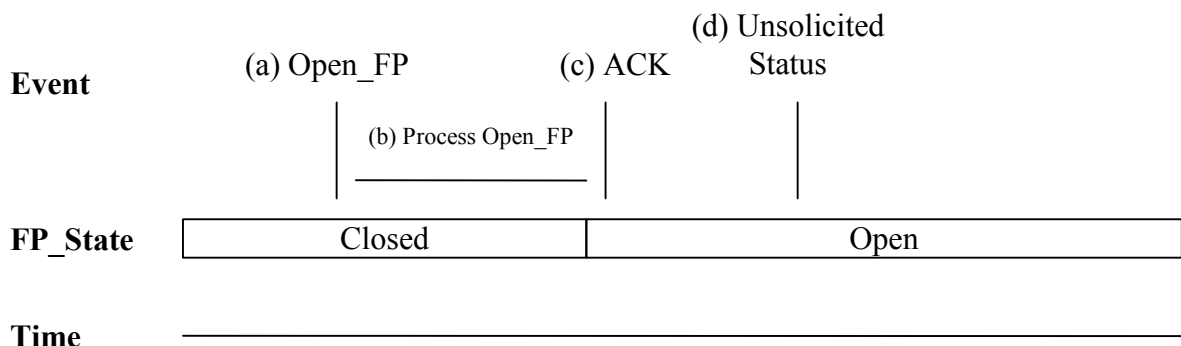 (d) Unsolicited
Status
(a) Open_FP
(c) ACK
Event
(b) Process Open_FP
FP_State
Closed
Open
Time